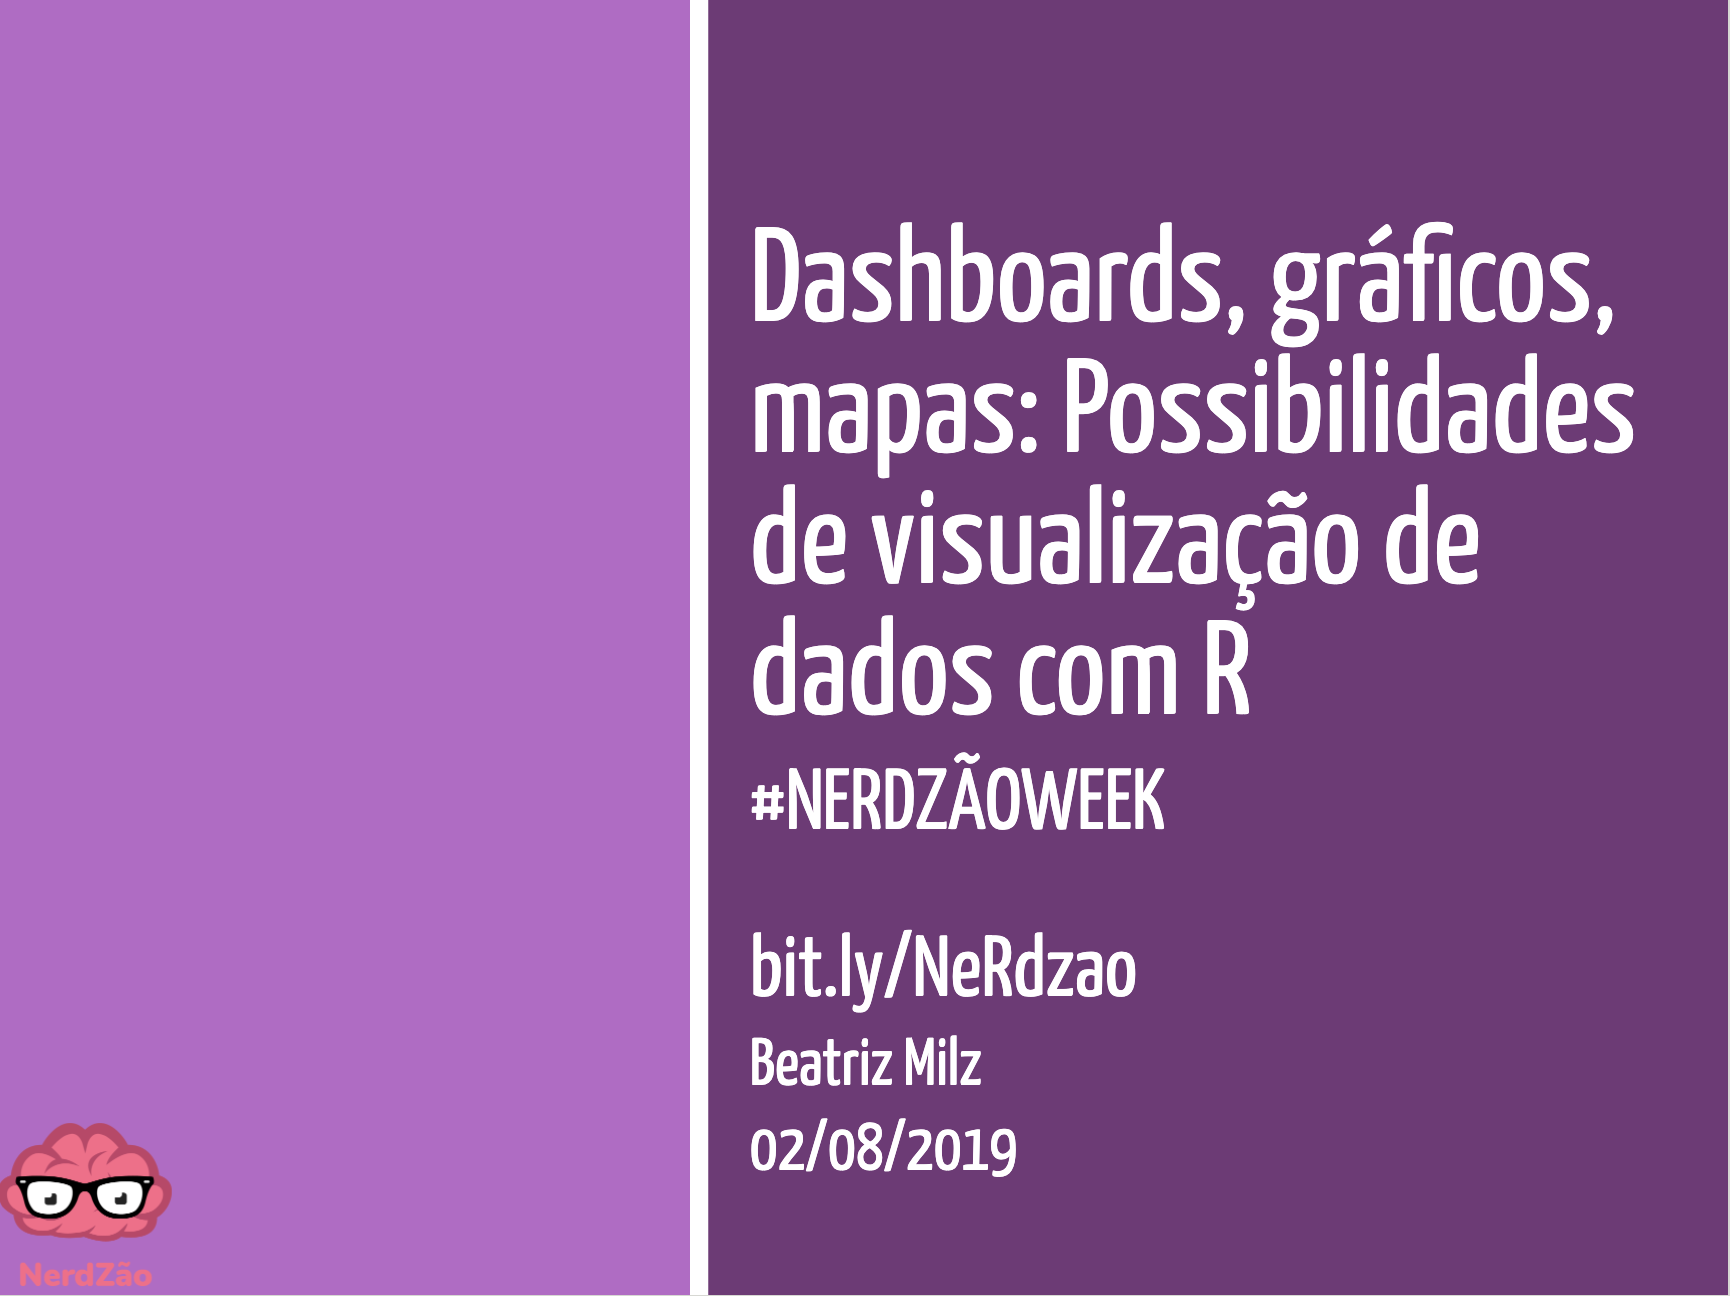 Dashboards, gráficos,
mapas: Possibilidades
de visualização de
dados com R
#NERDZÃOWEEK
bit.ly/NeRdzao
Beatriz Milz
02/08/2019
NerdZão